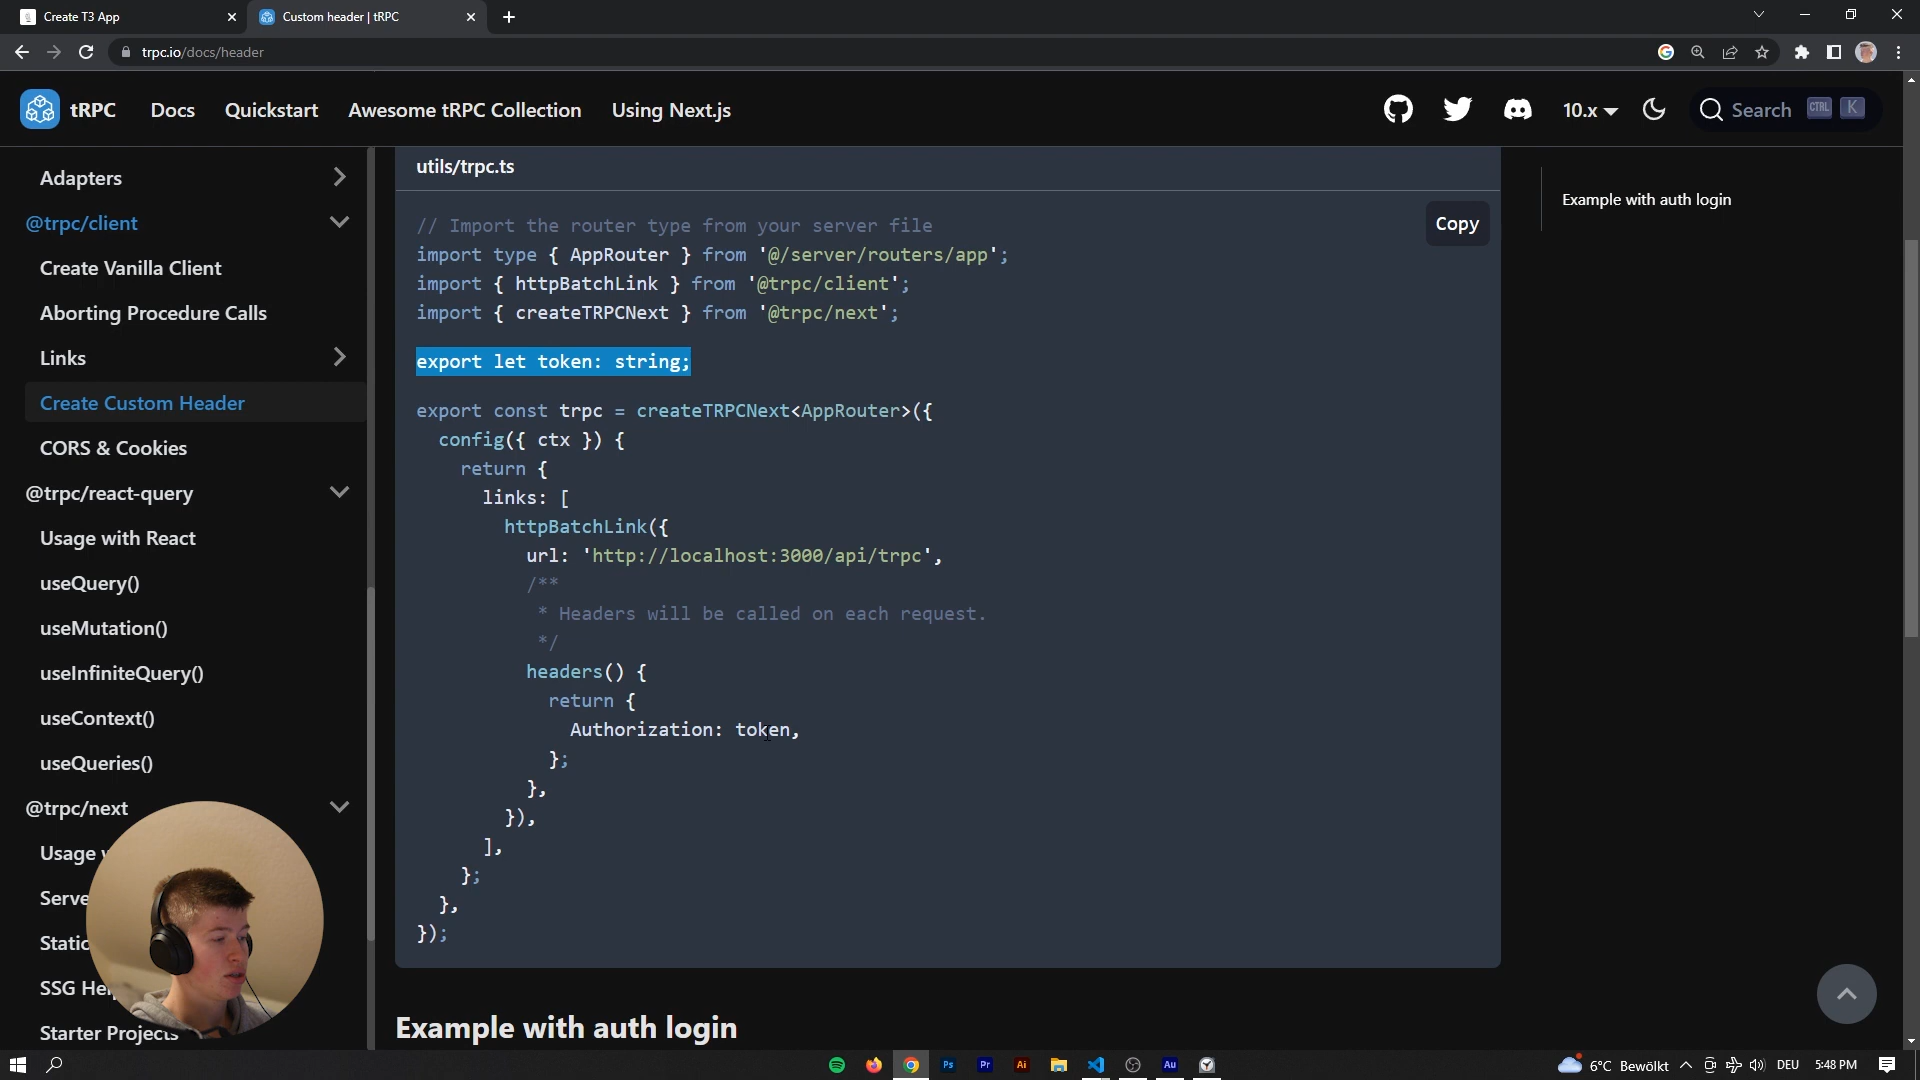 Create T3 App
Custom header | tRPC
trpc.io/docs/header
tRPC
Docs
Quickstart
Awesome tRPC Collection
Using Next.js
10.x
Search
CTRL
K
Adapters
@trpc/client
Create Vanilla Client
Aborting Procedure Calls
Links
Create Custom Header
CORS & Cookies
@trpc/react-query
Usage with React
useQuery()
useMutation()
useInfiniteQuery()
useContext()
useQueries()
@trpc/next
Usage
Serve
Static
SSG Hel
Starter Projects
utils/trpc.ts
Copy
// Import the router type from your server file
import type { AppRouter } from '@/server/routers/app';
import { httpBatchLink } from '@trpc/client';
import { createTRPCNext } from '@trpc/next';
export let token: string;
export const trpc = createTRPCNext<AppRouter>({
config({ ctx }) {
return {
links: [
httpBatchLink({
url: 'http://localhost:3000/api/trpc',
/**
* Headers will be called on each request.
*/
headers() {
return {
Authorization: token,
};
},
}),
],
};
},
});
Example with auth login
Example with auth login
Ps
Pr
Ai
Au
6°C Bewölkt
DEU
5:48 PM